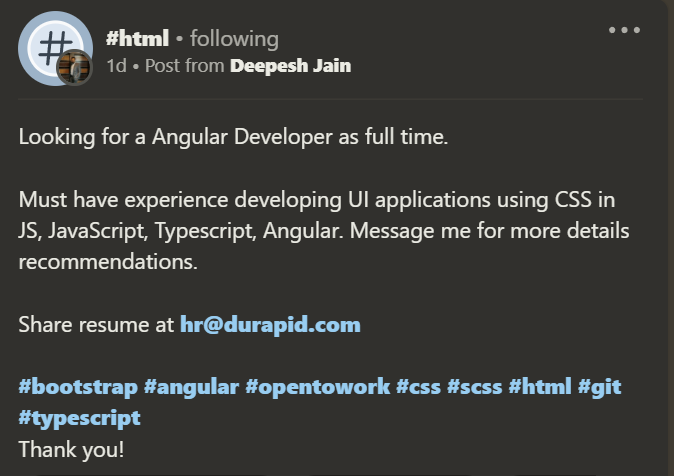 #html • following
1d • Post from Deepesh Jain
Looking for a Angular Developer as full time.
Must have experience developing UI applications using CSS in
JS, JavaScript, Typescript, Angular. Message me for more details
recommendations.
Share resume at hr@durapid.com
#bootstrap #angular #opentowork #css #scss #html #git
#typescript
Thank you!